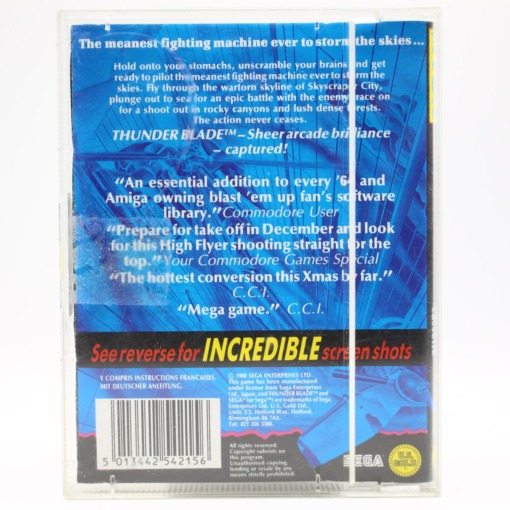 The meanest fighting machine ever to storm the skies...
Hold onto your stomachs, unscramble your brains and get
ready to pilot the meanest fighting machine ever to storm the
skies. Fly through the wartorn skyline of Skyscraper City,
plunge out to sea for an epic battle with the enemy, race on
for a shoot out in rocky canyons and lush dense forests.
The action never ceases.
THUNDER BLADE™ – Sheer arcade brilliance
– captured!
“An essential addition to every '64 and
Amiga owning blast 'em up fan's software
library.” Commodore User
“Prepare for take off in December and look
for this High Flyer shooting straight for the
top.” Your Commodore Games Special
“The hottest conversion this Xmas by far.”
C.C.I.
“Mega game.” C.C.I.
See reverse for INCREDIBLE screen shots
Y COMPRIS INSTRUCTIONS FRANCAISES.
MIT DEUTSCHER ANLEITUNG.
© 1988 SEGA ENTERPRISES LTD.
This game has been manufactured
under license from Sega Enterprises
Ltd., Japan, and THUNDER BLADE™ and
SEGA® (or Sega™) are trademarks of Sega
Enterprises Ltd. U.S. Gold Ltd.,
Units 2/3, Holford Way, Holford,
Birmingham B6 7AX.
Tel: 021 356 3388.
All rights reserved.
Copyright subsists on
this program.
Unauthorised copying,
lending or resale by any
means strictly prohibited.
5 013442 542156
SEGA
U.S.
GOLD